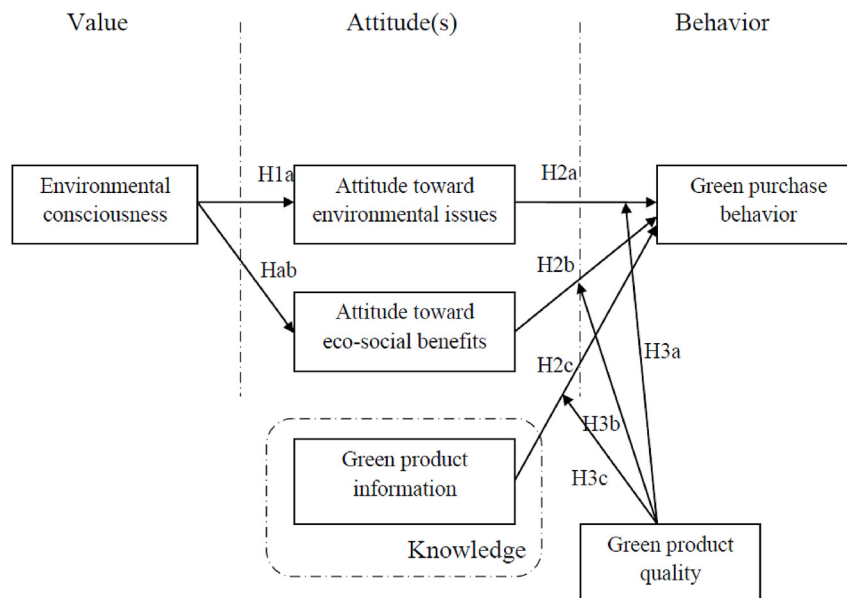 Value
Attitude(s)
Behavior
H1a
H2a
Environmental
consciousness
Attitude toward
environmental issues
Green purchase
behavior
Hab
H2b
Attitude toward
eco-social benefits
H2c
H3a
H3b
H3c
Green product
information
Knowledge
Green product
quality